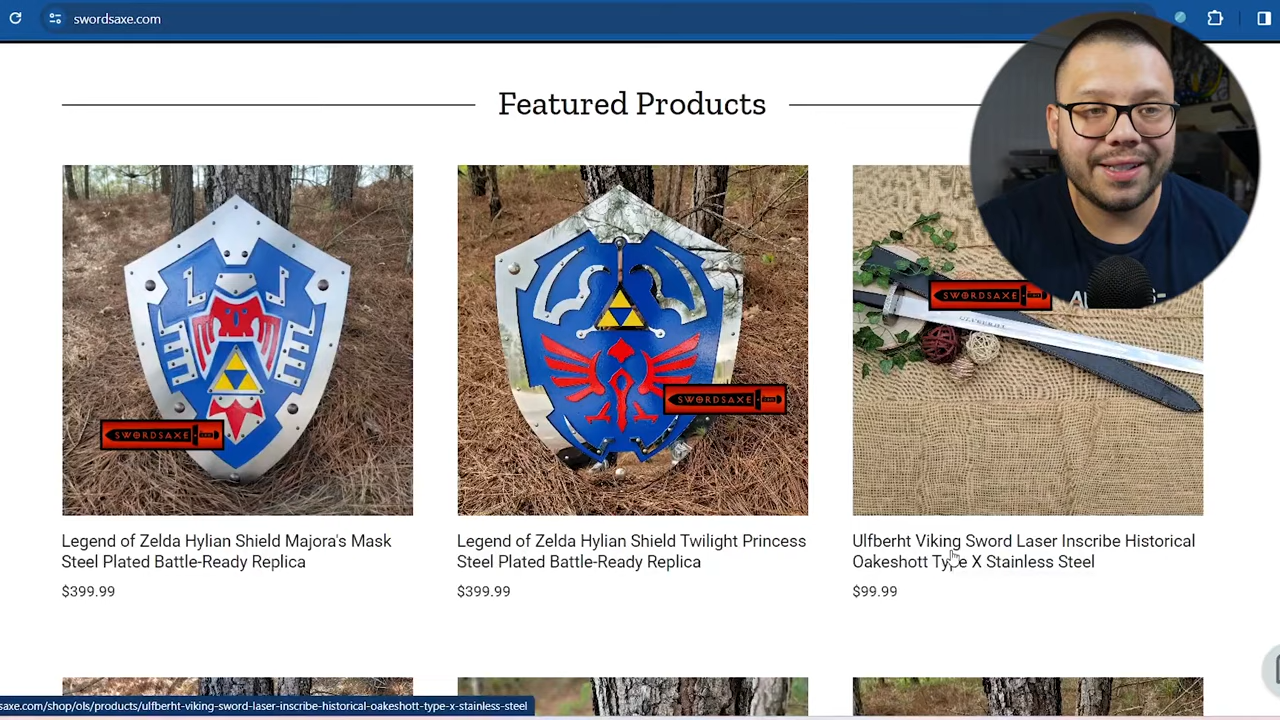 swordsaxe.com
Featured Products
SWORDSAXE
SWORDSAXE
SWORDSAXE
Legend of Zelda Hylian Shield Majora's Mask
Steel Plated Battle-Ready Replica
$399.99
Legend of Zelda Hylian Shield Twilight Princess
Steel Plated Battle-Ready Replica
$399.99
Ulfberht Viking Sword Laser Inscribe Historical
Oakeshott Type X Stainless Steel
$99.99
saxe.com/shop/ols/products/ulfberht-viking-sword-laser-inscribe-historical-oakeshott-type-x-stainless-steel